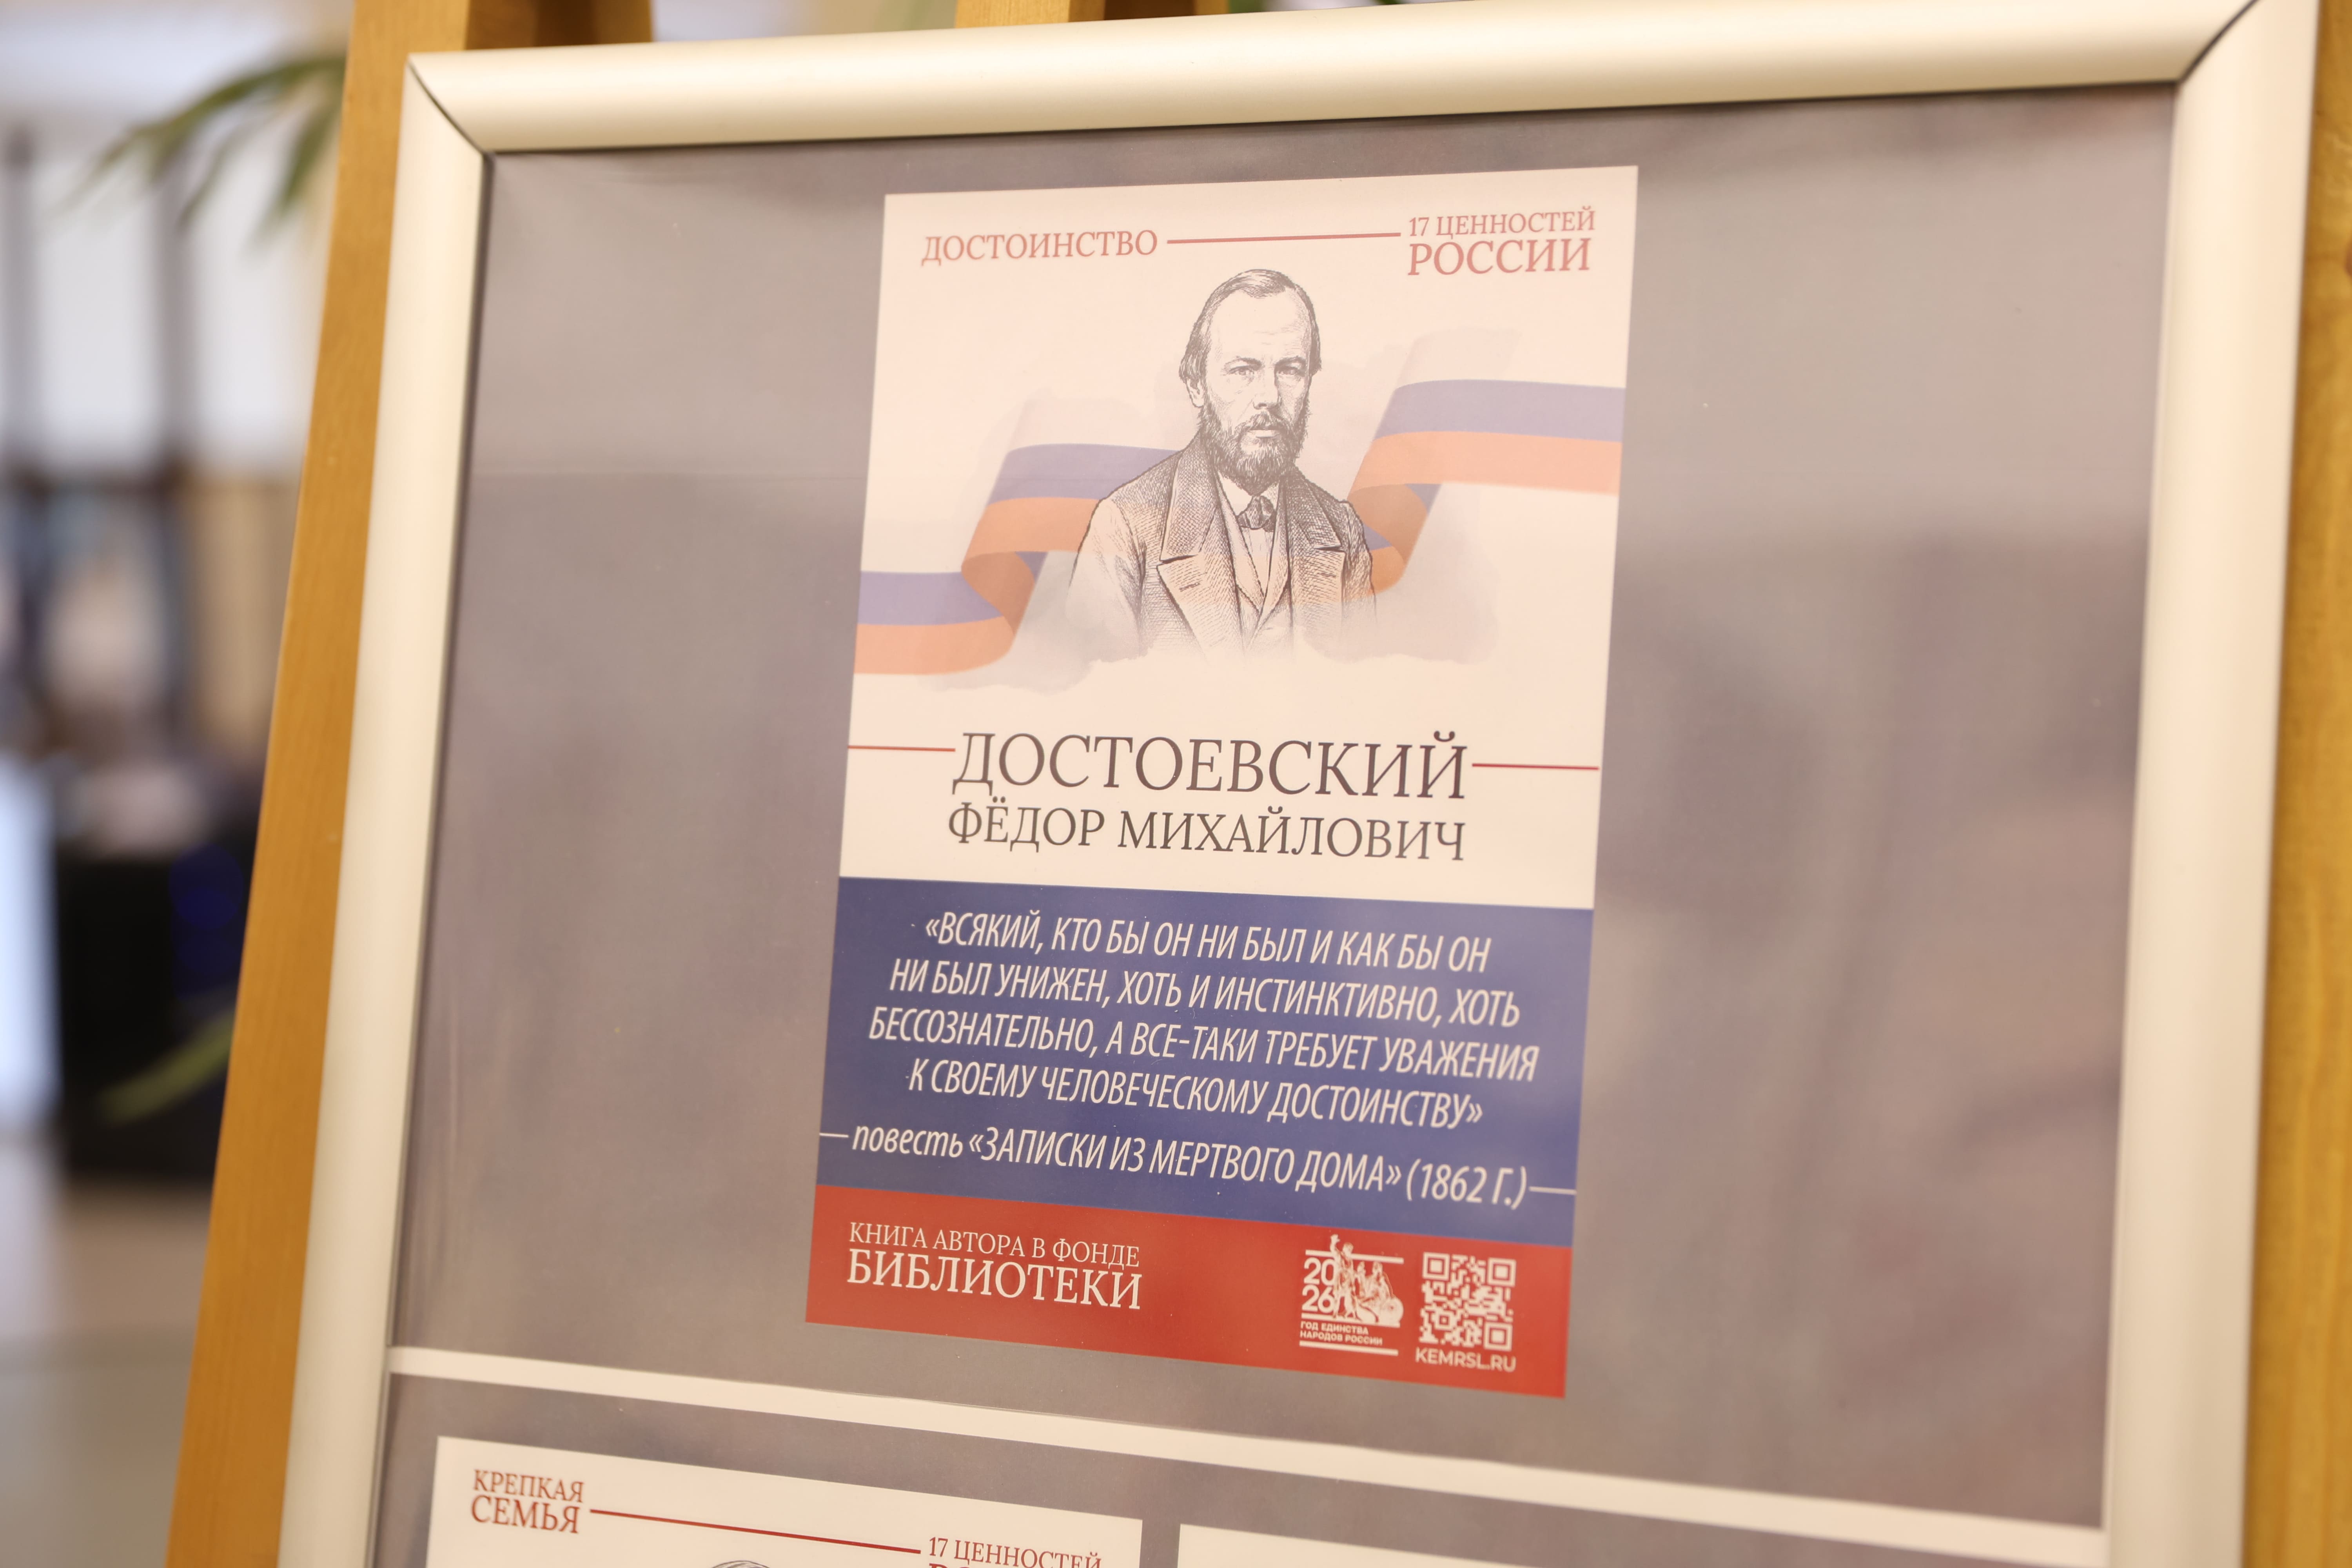 ДОСТОИНСТВО
17 ЦЕННОСТЕЙ
РОССИИ
ДОСТОЕВСКИЙ
ФЁДОР МИХАЙЛОВИЧ
«ВСЯКИЙ, КТО БЫ ОН НИ БЫЛ И КАК БЫ ОН
НИ БЫЛ УНИЖЕН, ХОТЬ И ИНСТИНКТИВНО, ХОТЬ
БЕССОЗНАТЕЛЬНО, А ВСЕ-ТАКИ ТРЕБУЕТ УВАЖЕНИЯ
К СВОЕМУ ЧЕЛОВЕЧЕСКОМУ ДОСТОИНСТВУ»
повесть «ЗАПИСКИ ИЗ МЕРТВОГО ДОМА» (1862 Г.)
КНИГА АВТОРА В ФОНДЕ
БИБЛИОТЕКИ
20
26
ГОД ЕДИНСТВА
НАРОДОВ РОССИИ
KEMRSL.RU
КРЕПКАЯ
СЕМЬЯ
17 ЦЕННОСТЕЙ